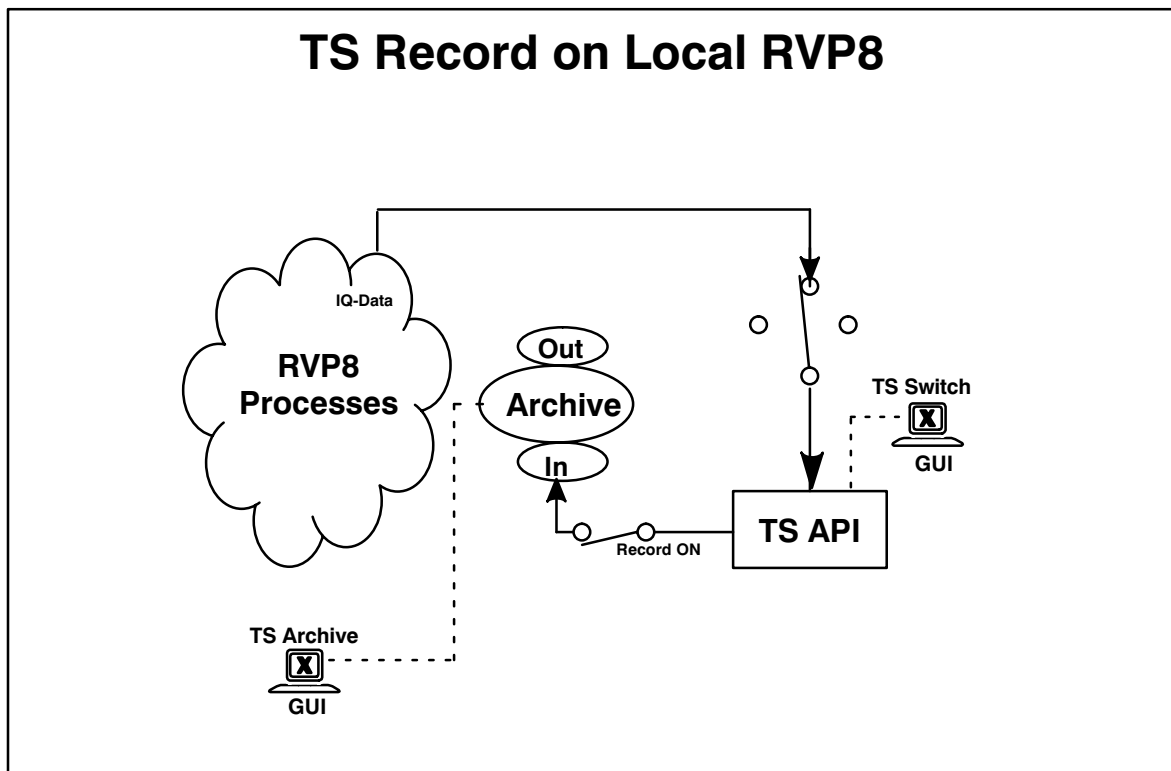 TS Record on Local RVP8
IQ-Data
RVP8
Processes
Out
Archive
In
TS Switch
X
GUI
TS API
Record ON
TS Archive
X
GUI